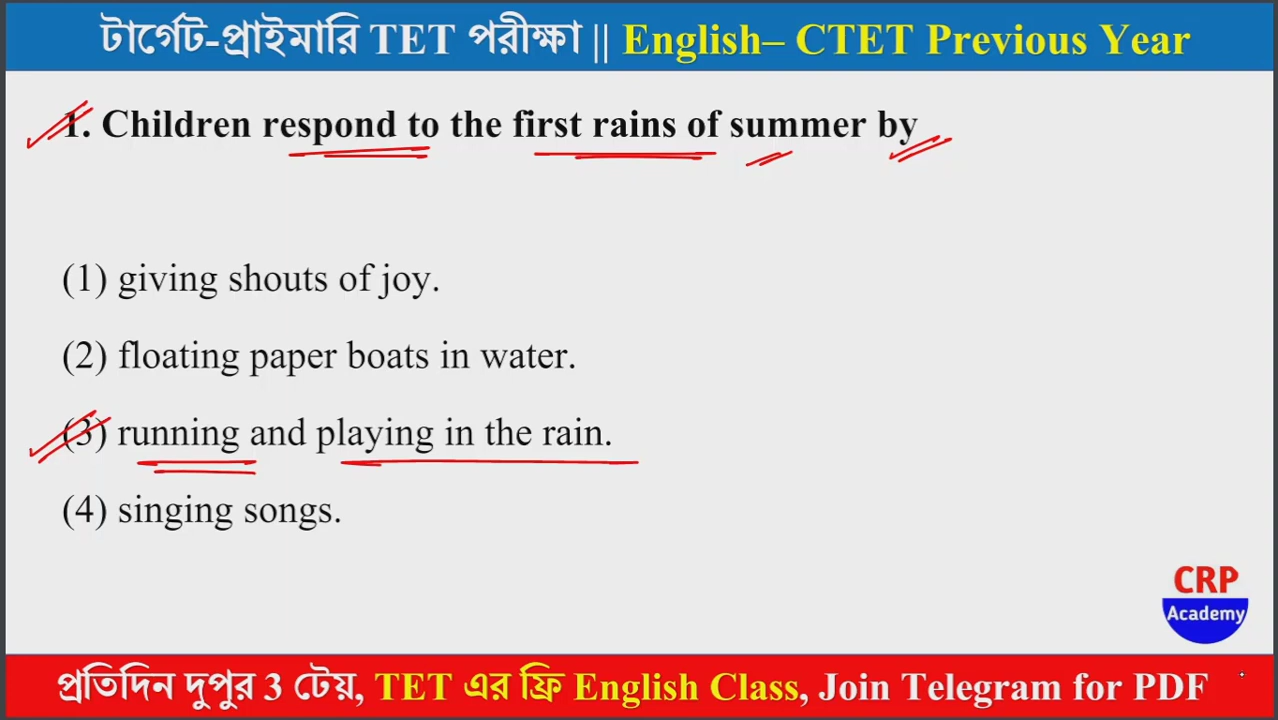 টার্গেট-প্রাইমারি TET পরীক্ষা || English– CTET Previous Year
1. Children respond to the first rains of summer by
(1) giving shouts of joy.
(2) floating paper boats in water.
(3) running and playing in the rain.
(4) singing songs.
CRP
Academy
প্রতিদিন দুপুর 3 টেয়, TET এর ফ্রি English Class, Join Telegram for PDF